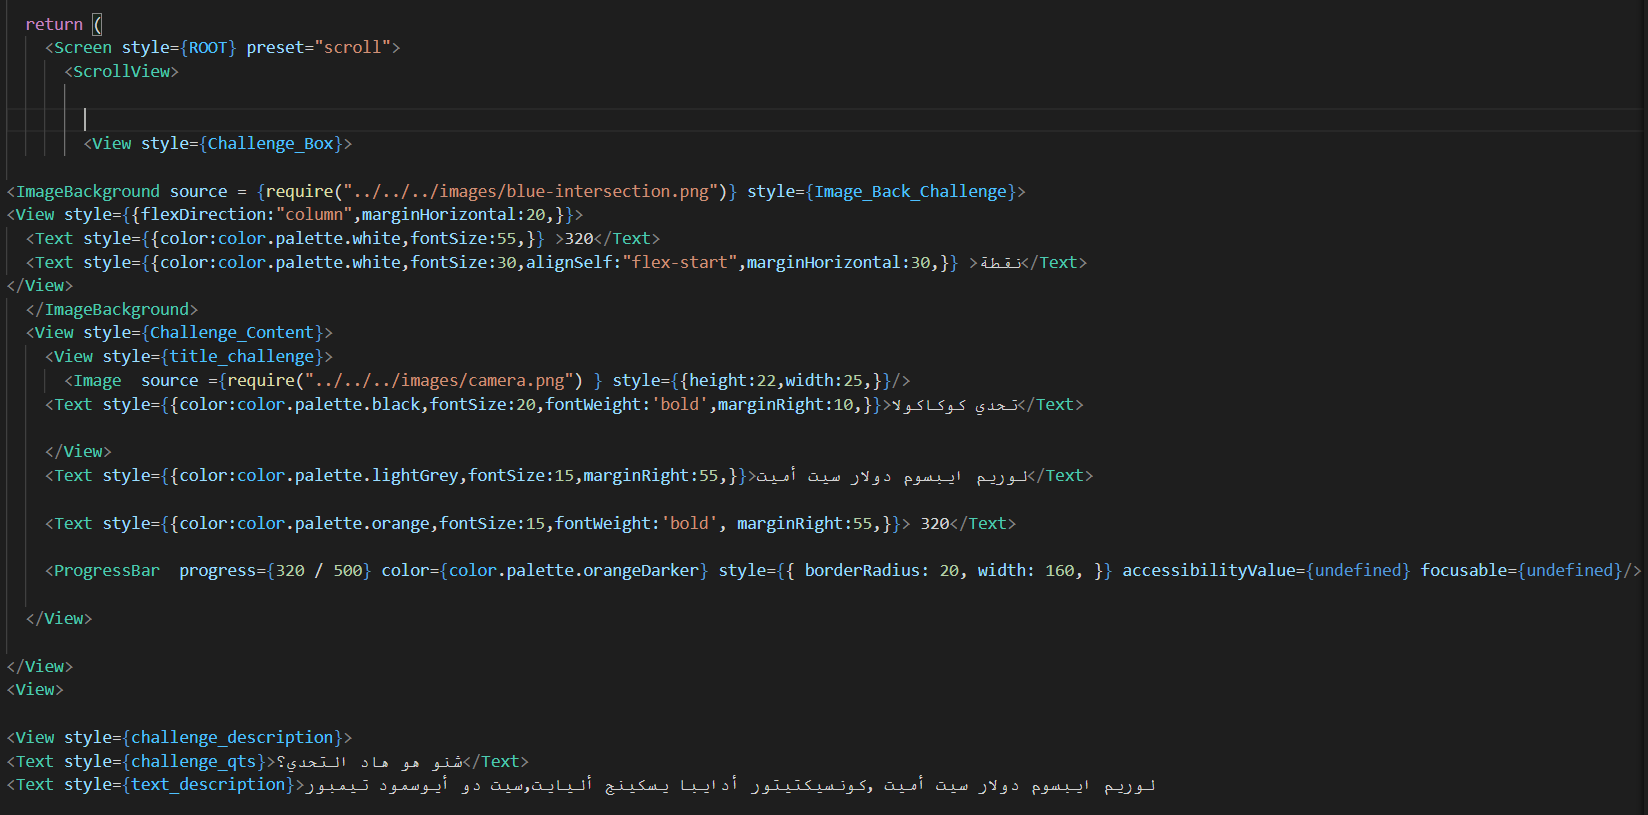 return (
<Screen style={ROOT} preset="scroll">
<ScrollView>
<View style={Challenge_Box}>
<ImageBackground source = {require("../../../images/blue-intersection.png")} style={Image_Back_Challenge}>
<View style={{flexDirection:"column",marginHorizontal:20,}}>
<Text style={{color:color.palette.white,fontSize:55,}} >320</Text>
<Text style={{color:color.palette.white,fontSize:30,alignSelf:"flex-start",marginHorizontal:30,}} >نقطة</Text>
</View>
</ImageBackground>
<View style={Challenge_Content}>
<View style={title_challenge}>
<Image  source ={require("../../../images/camera.png") } style={{height:22,width:25,}}/>
<Text style={{color:color.palette.black,fontSize:20,fontWeight:'bold',marginRight:10,}}>تحدي كوكاكولا</Text>
</View>
<Text style={{color:color.palette.lightGrey,fontSize:15,marginRight:55,}}>لوريم ايبسوم دولار سيت أميت</Text>
<Text style={{color:color.palette.orange,fontSize:15,fontWeight:'bold', marginRight:55,}}> 320</Text>
<ProgressBar  progress={320 / 500} color={color.palette.orangeDarker} style={{ borderRadius: 20, width: 160, }} accessibilityValue={undefined} focusable={undefined}/>
</View>
</View>
<View>
<View style={challenge_description}>
<Text style={challenge_qts}>شنو هو هاد التحدي؟</Text>
<Text style={text_description}>لوريم ايبسوم دولار سيت أميت ,كونسيكتيتور أدايبا يسكينج أليايت,سيت دو أيوسمود تيمبور